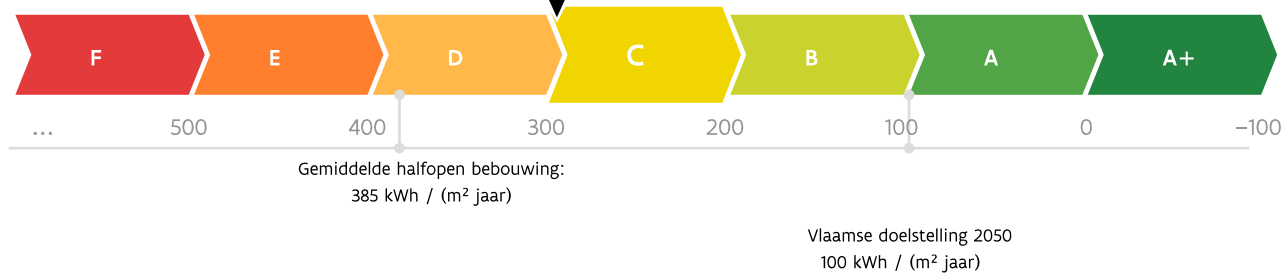 F E D C B A A+
... 500 400 300 200 100 0 –100
Gemiddelde halfopen bebouwing:
385 kWh / (m² jaar)
Vlaamse doelstelling 2050
100 kWh / (m² jaar)